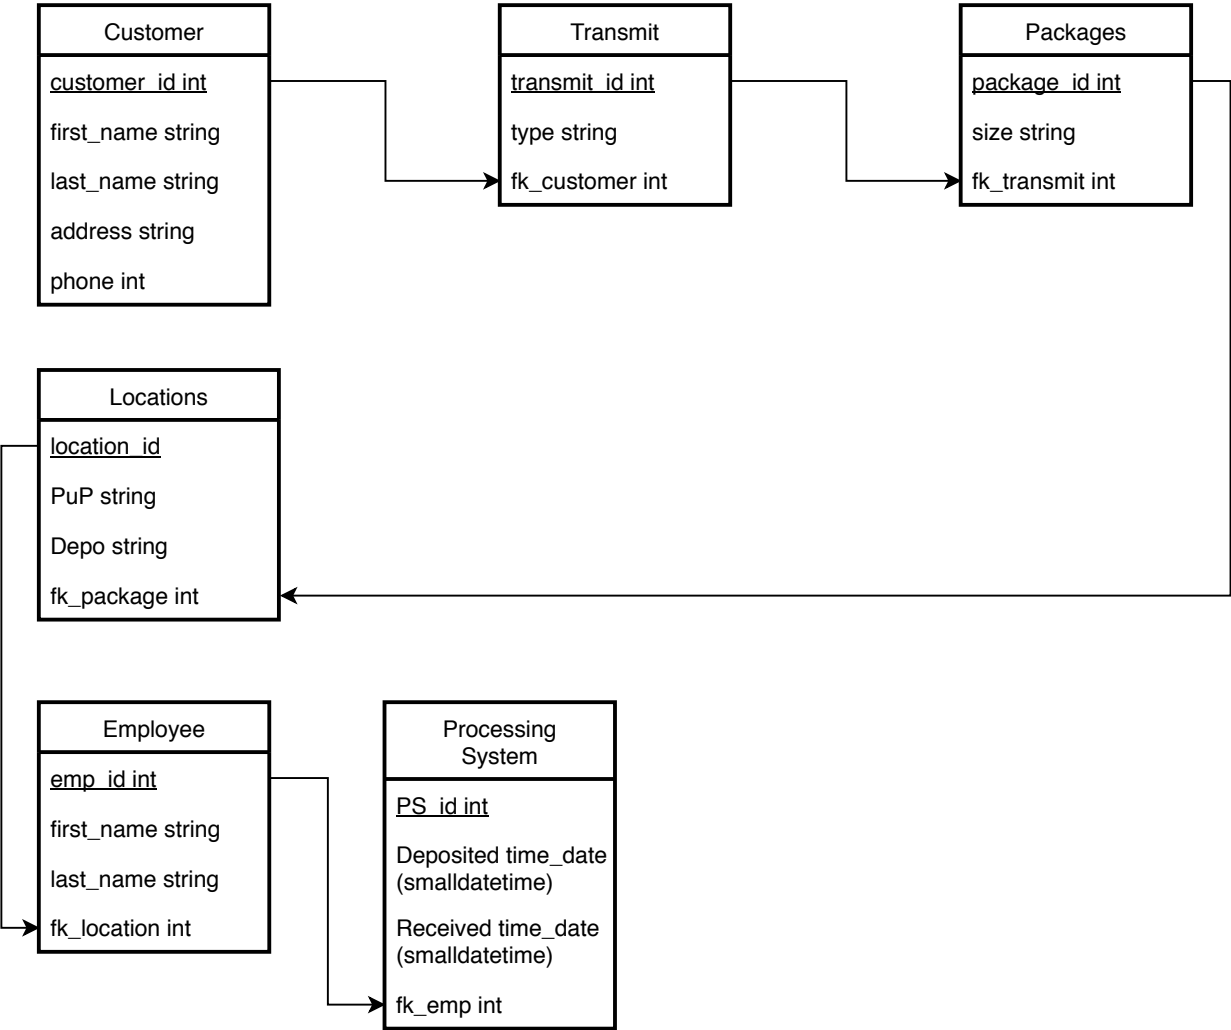 Customer
customer_id int
first_name string
last_name string
address string
phone int
Transmit
transmit_id int
type string
fk_customer int
Packages
package_id int
size string
fk_transmit int
Locations
location_id
PuP string
Depo string
fk_package int
Employee
emp_id int
first_name string
last_name string
fk_location int
Processing
System
PS_id int
Deposited time_date
(smalldatetime)
Received time_date
(smalldatetime)
fk_emp int